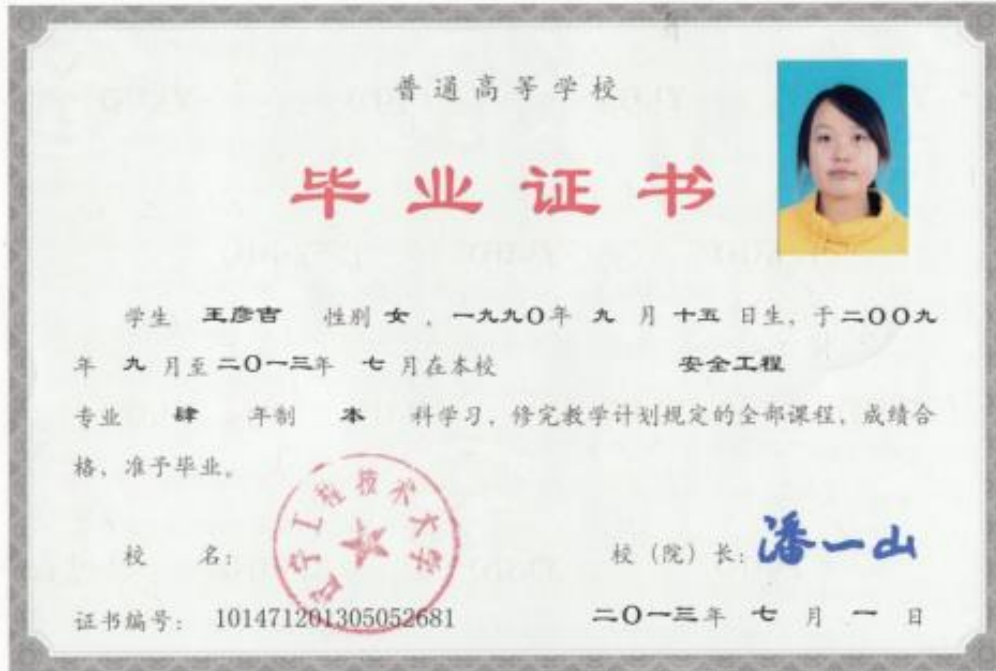 普通高等学校
毕业证书
学生 王彦吉 性别 女 ，一九九〇年 九 月 十五 日生，于二〇〇九
年 九 月至二〇一三年 七 月在本校 安全工程
专业 肆 年制 本 科学习，修完教学计划规定的全部课程，成绩合
格，准予毕业。
辽宁工程技术大学
校 名： 校（院）长：潘一山
证书编号： 101471201305052681 二〇一三年 七 月 一 日